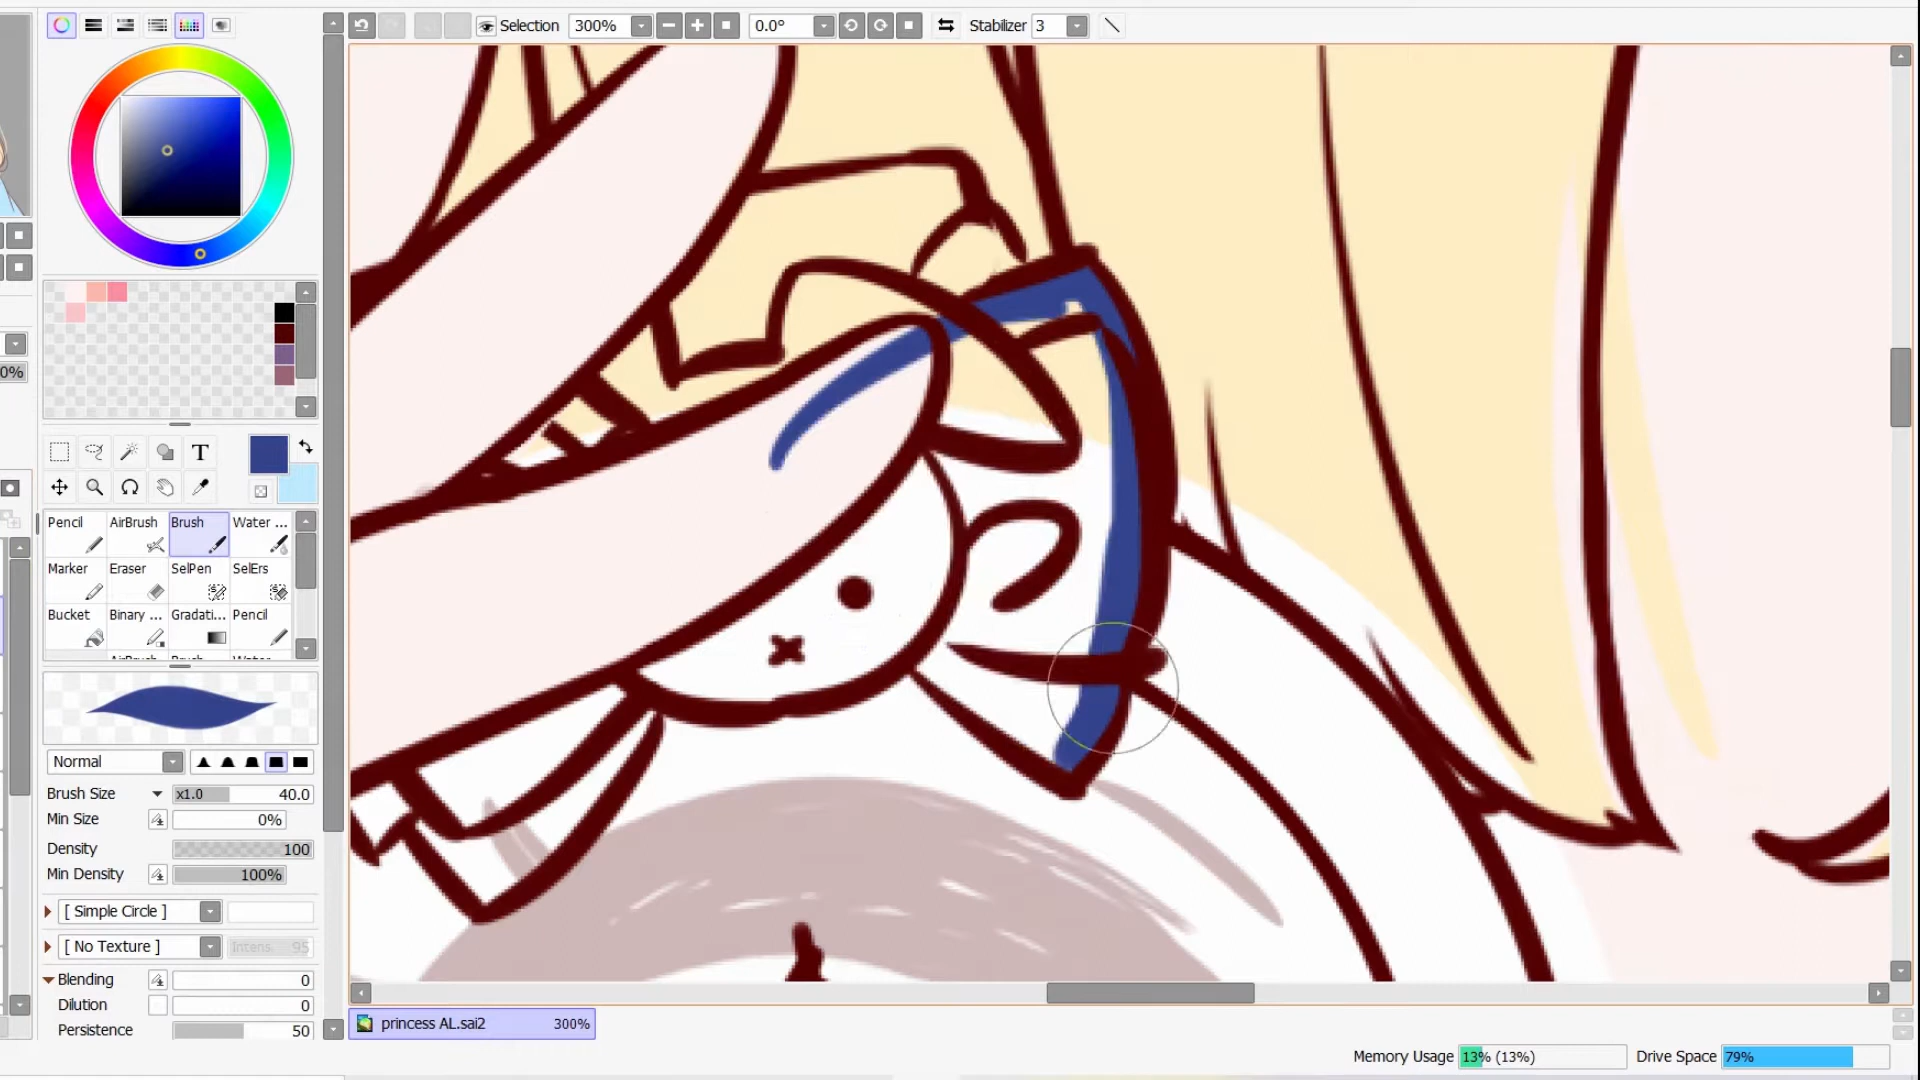 Selection 300% 0.0° Stabilizer 3
0%
T
Pencil AirBrush Brush Water ...
Marker Eraser SelPen SelErs
Bucket Binary ... Gradati... Pencil
Normal
Brush Size x1.0 40.0
Min Size 0%
Density 100
Min Density 100%
[ Simple Circle ]
[ No Texture ] Intens. 95
Blending 0
Dilution 0
Persistence 50
princess AL.sai2 300%
Memory Usage 13% (13%) Drive Space 79%